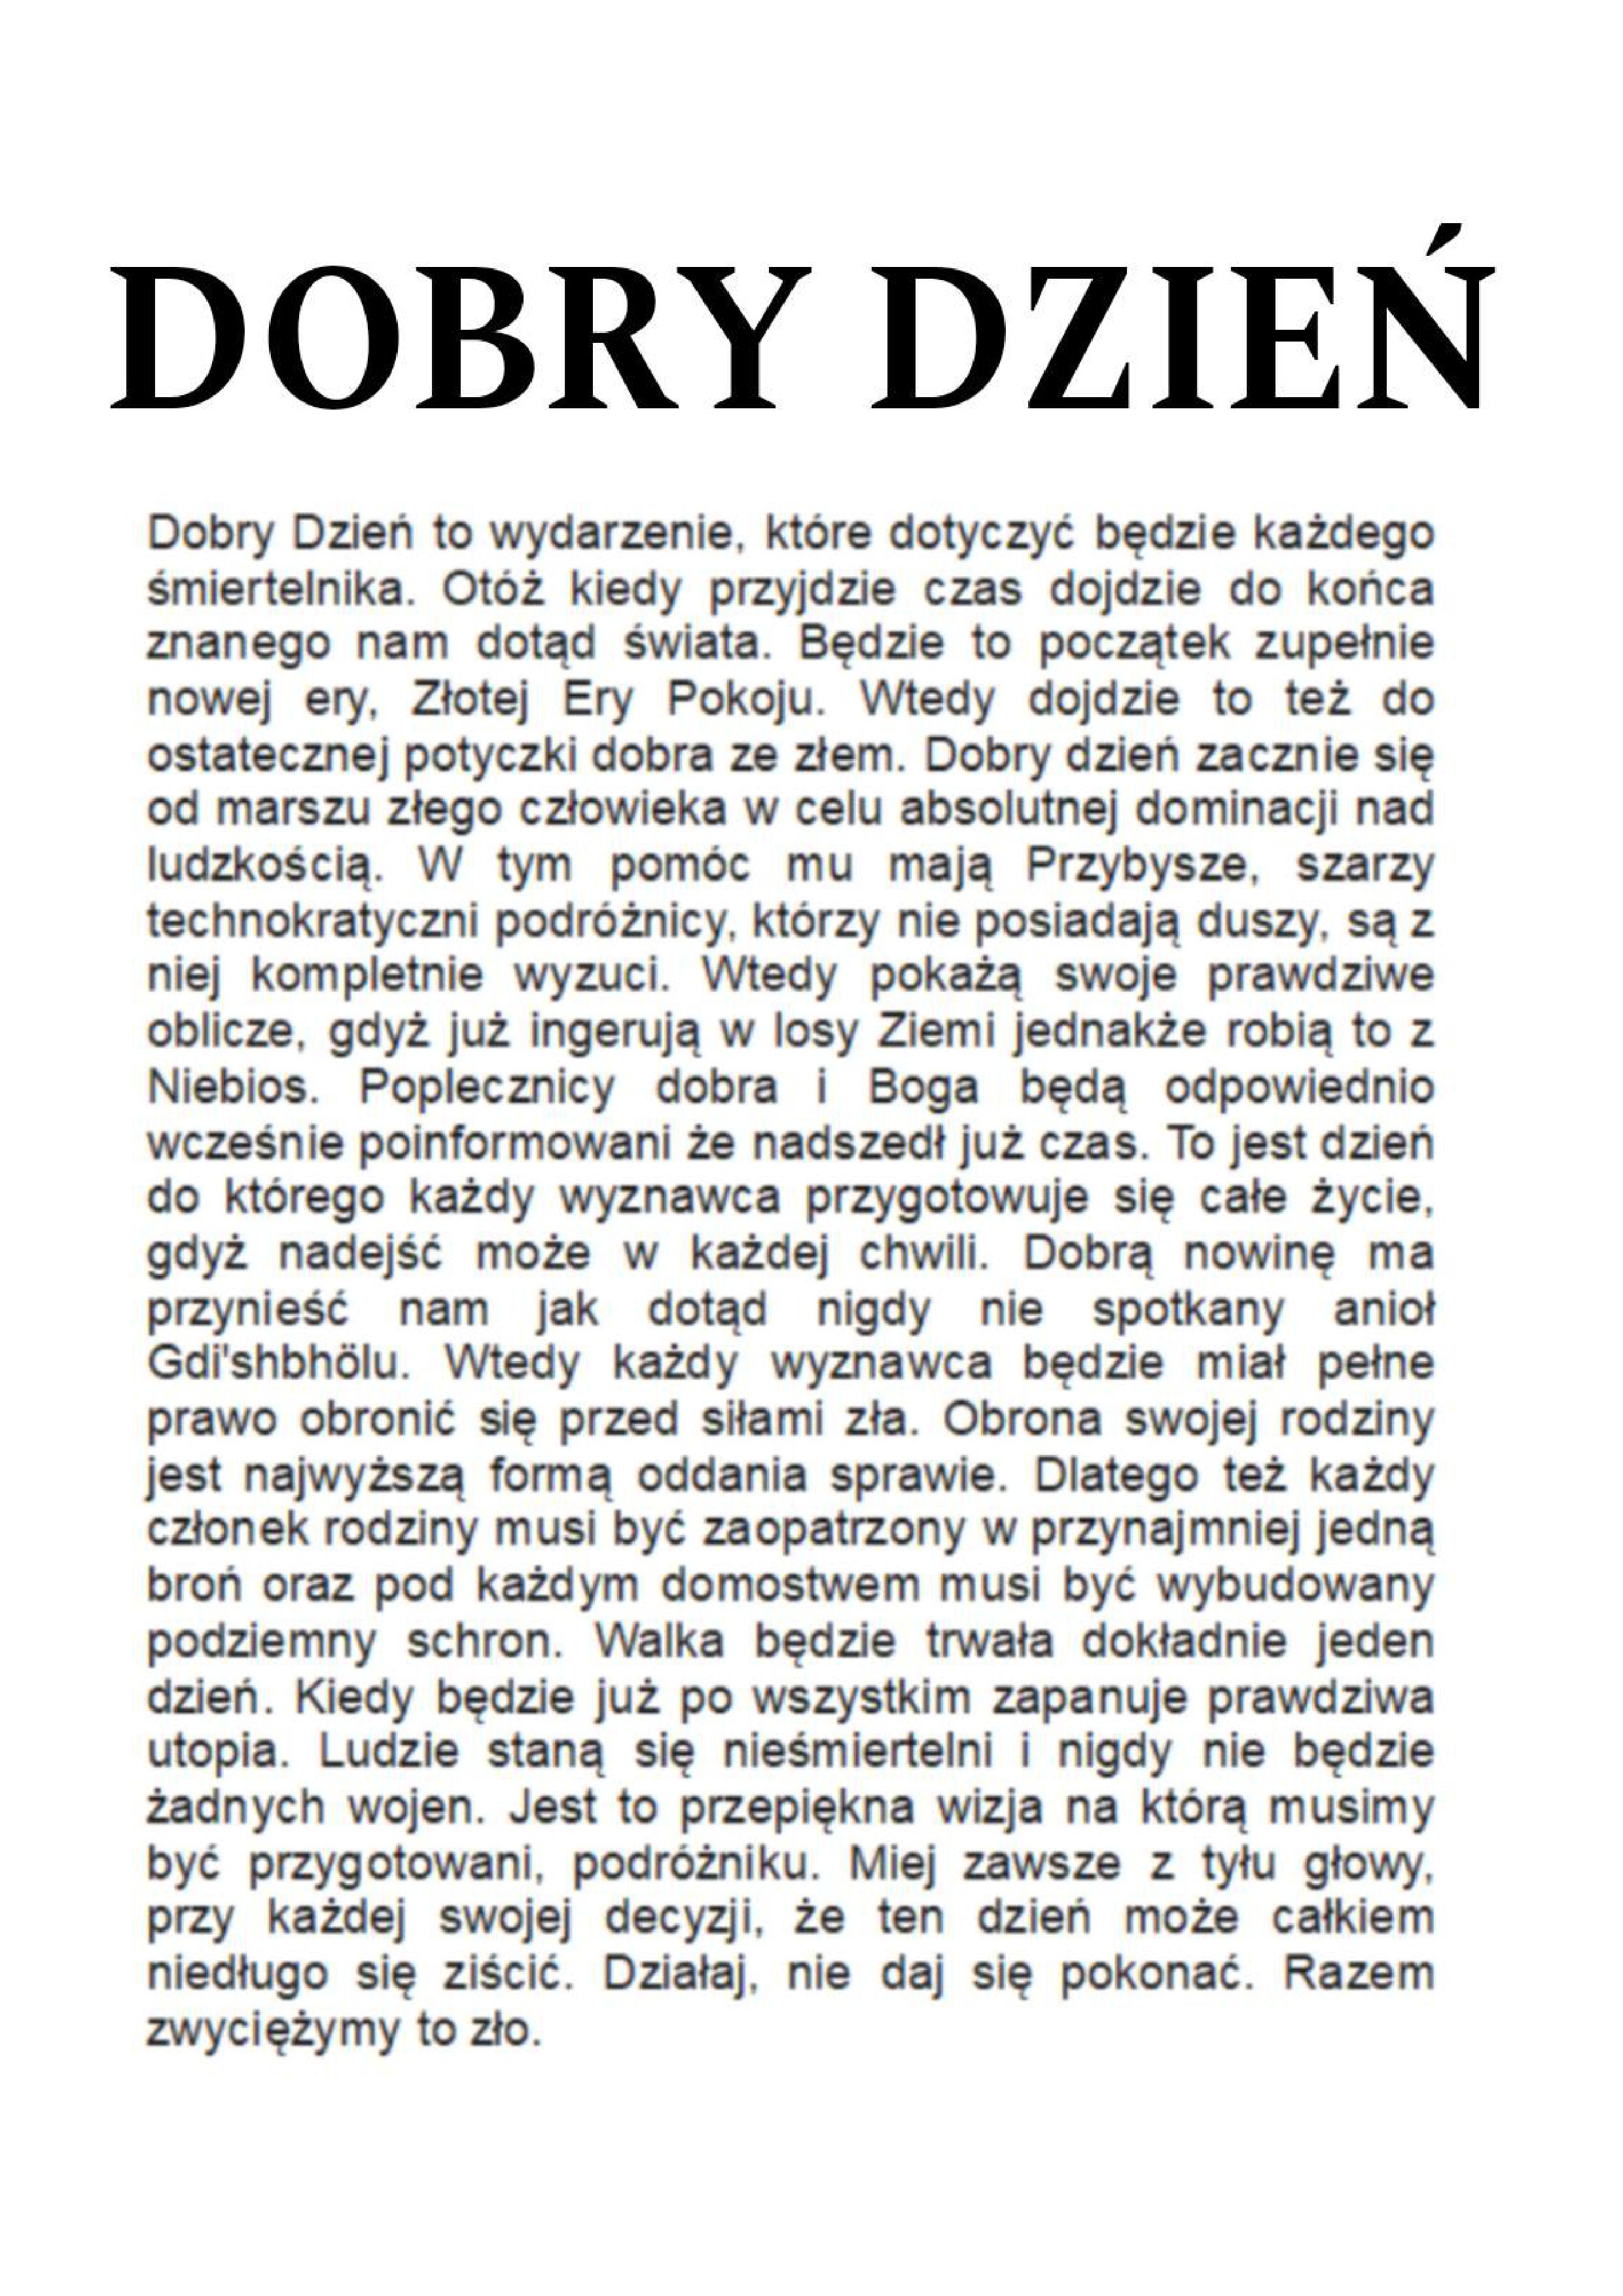 DOBRY DZIEŃ
Dobry Dzień to wydarzenie, które dotyczyć będzie każdego
śmiertelnika. Otóż kiedy przyjdzie czas dojdzie do końca
znanego nam dotąd świata. Będzie to początek zupełnie
nowej ery, Złotej Ery Pokoju. Wtedy dojdzie to też do
ostatecznej potyczki dobra ze złem. Dobry dzień zacznie się
od marszu złego człowieka w celu absolutnej dominacji nad
ludzkością. W tym pomóc mu mają Przybysze, szarzy
technokratyczni podróżnicy, którzy nie posiadają duszy, są z
niej kompletnie wyzuci. Wtedy pokażą swoje prawdziwe
oblicze, gdyż już ingerują w losy Ziemi jednakże robią to z
Niebios. Poplecznicy dobra i Boga będą odpowiednio
wcześnie poinformowani że nadszedł już czas. To jest dzień
do którego każdy wyznawca przygotowuje się całe życie,
gdyż nadejść może w każdej chwili. Dobrą nowinę ma
przynieść nam jak dotąd nigdy nie spotkany anioł
Gdi'shbhölu. Wtedy każdy wyznawca będzie miał pełne
prawo obronić się przed siłami zła. Obrona swojej rodziny
jest najwyższą formą oddania sprawie. Dlatego też każdy
członek rodziny musi być zaopatrzony w przynajmniej jedną
broń oraz pod każdym domostwem musi być wybudowany
podziemny schron. Walka będzie trwała dokładnie jeden
dzień. Kiedy będzie już po wszystkim zapanuje prawdziwa
utopia. Ludzie staną się nieśmiertelni i nigdy nie będzie
żadnych wojen. Jest to przepiękna wizja na którą musimy
być przygotowani, podróżniku. Miej zawsze z tyłu głowy,
przy każdej swojej decyzji, że ten dzień może całkiem
niedługo się ziścić. Działaj, nie daj się pokonać. Razem
zwyciężymy to zło.